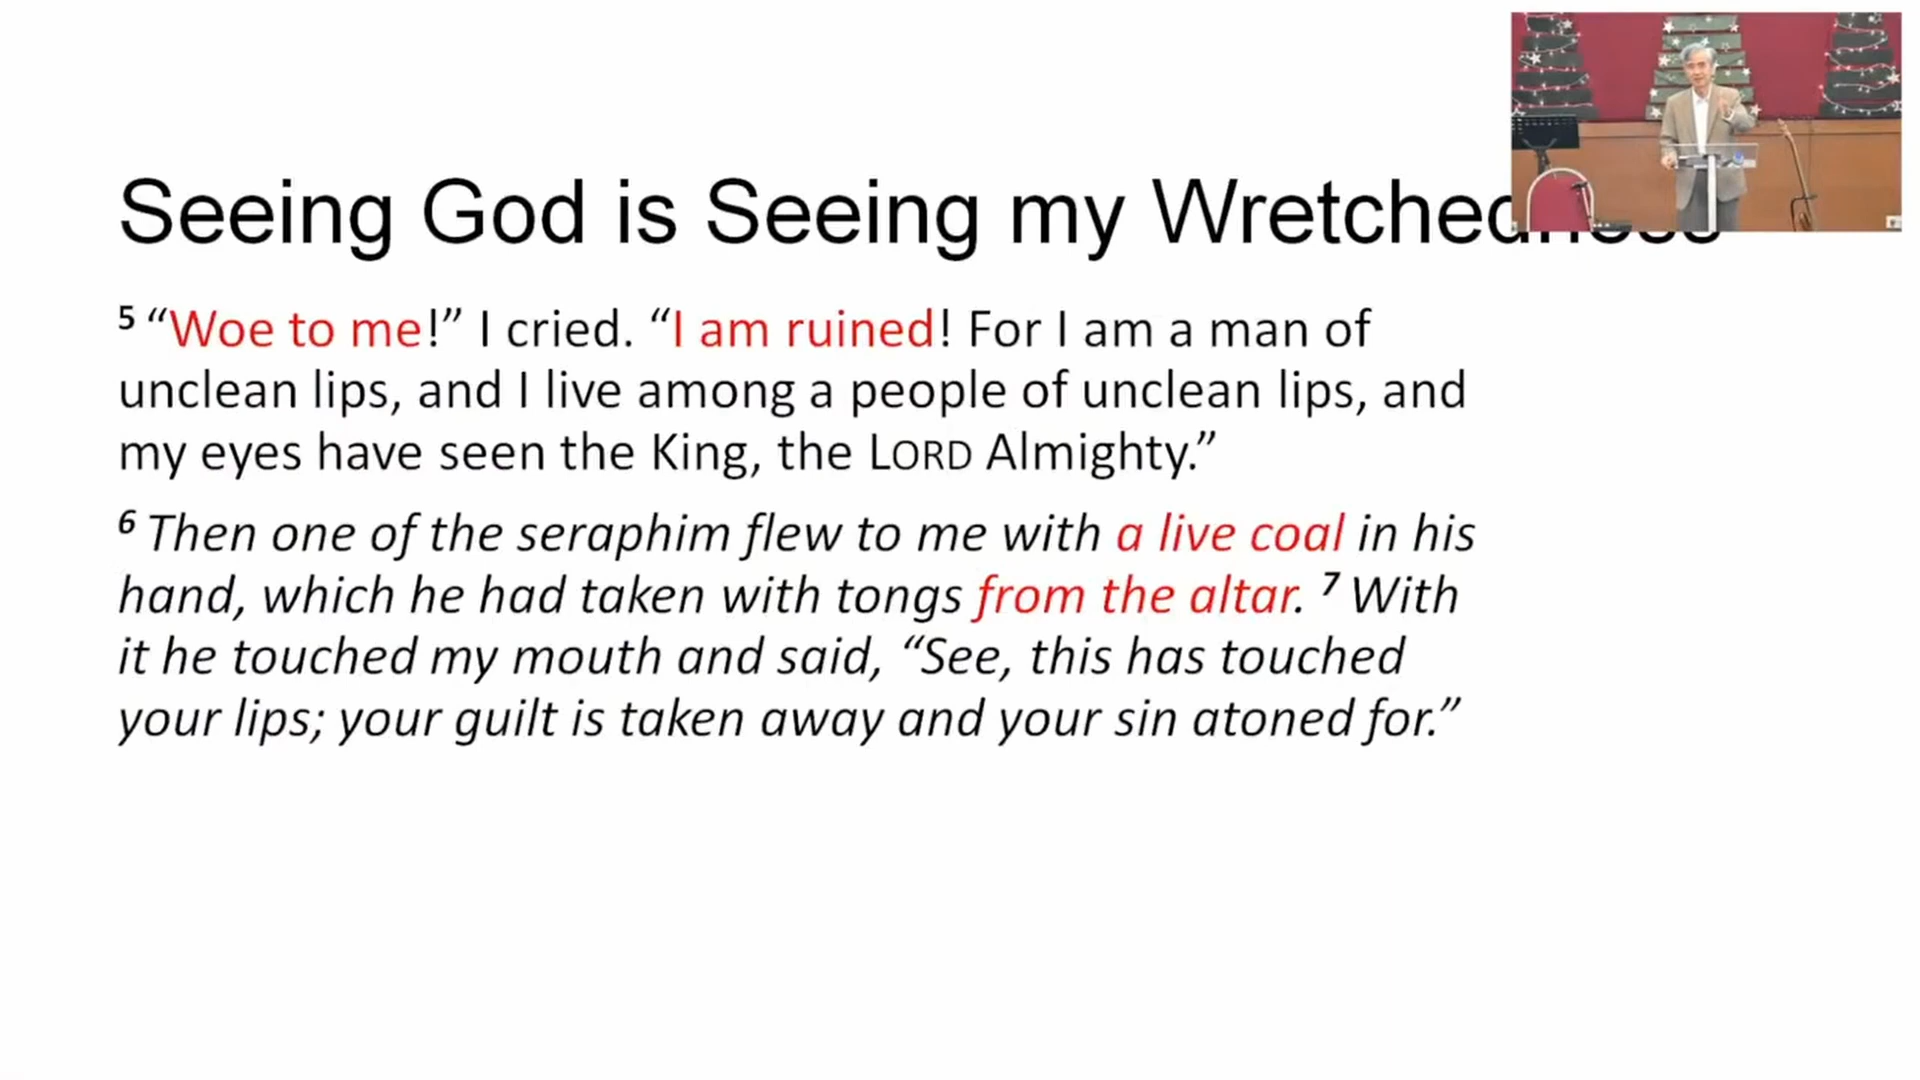 Seeing God is Seeing my Wretchedness
5 “Woe to me!” I cried. “I am ruined! For I am a man of
unclean lips, and I live among a people of unclean lips, and
my eyes have seen the King, the LORD Almighty.”
6 Then one of the seraphim flew to me with a live coal in his
hand, which he had taken with tongs from the altar. 7 With
it he touched my mouth and said, “See, this has touched
your lips; your guilt is taken away and your sin atoned for.”